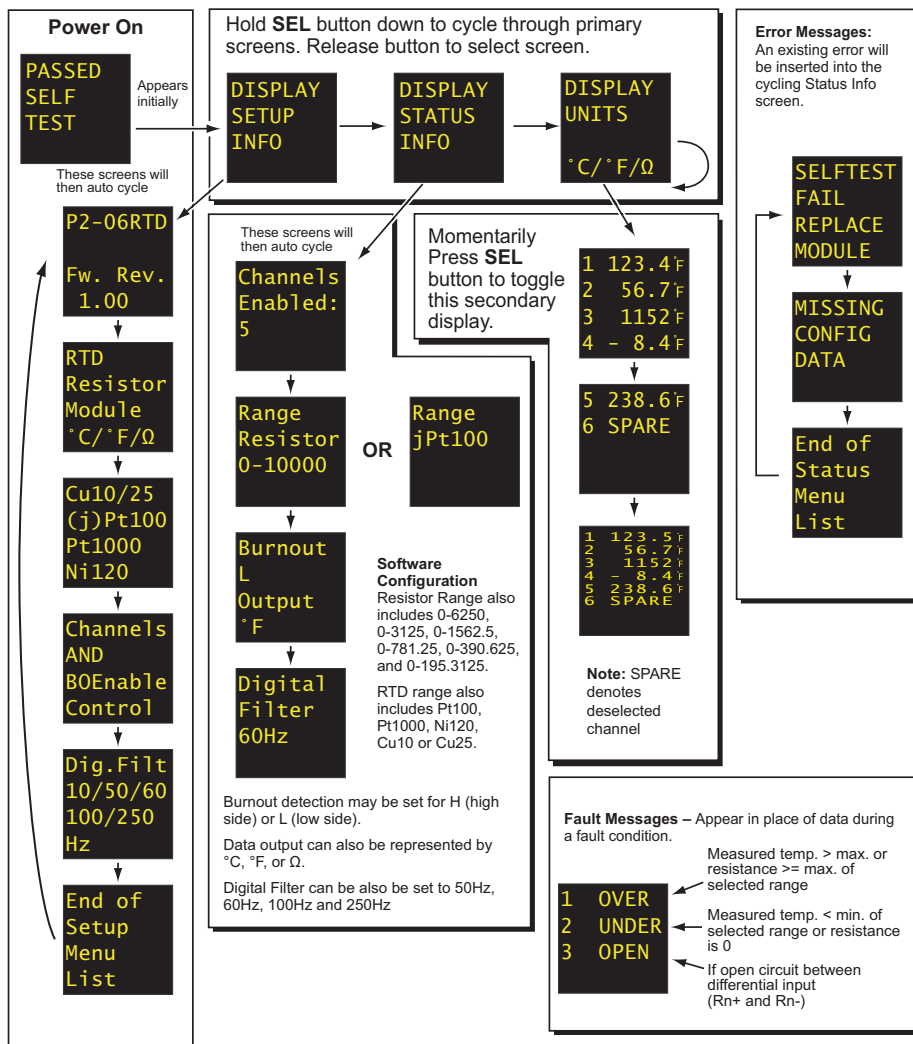 Power On
PASSED
SELF
TEST
Appears
initially
These screens will
then auto cycle
P2-06RTD
Fw. Rev.
1.00
RTD
Resistor
Module
°C/°F/Ω
Cu10/25
(j)Pt100
Pt1000
Ni120
Channels
AND
BOEnable
Control
Dig.Filt
10/50/60
100/250
Hz
End of
Setup
Menu
List
Hold SEL button down to cycle through primary
screens. Release button to select screen.
DISPLAY
SETUP
INFO
DISPLAY
STATUS
INFO
DISPLAY
UNITS
°C/°F/Ω
These screens will
then auto cycle
Channels
Enabled:
5
Range
Resistor
0-10000
OR
Range
jPt100
Burnout
L
Output
°F
Digital
Filter
60Hz
Software
Configuration
Resistor Range also
includes 0-6250,
0-3125, 0-1562.5,
0-781.25, 0-390.625,
and 0-195.3125.
RTD range also
includes Pt100,
Pt1000, Ni120,
Cu10 or Cu25.
Burnout detection may be set for H (high
side) or L (low side).
Data output can also be represented by
°C, °F, or Ω.
Digital Filter can be also be set to 50Hz,
60Hz, 100Hz and 250Hz
Momentarily
Press SEL
button to toggle
this secondary
display.
1 123.4°F
2 56.7°F
3 1152°F
4 - 8.4°F
5 238.6°F
6 SPARE
1 123.5°F
2 56.7°F
3 1152°F
4 - 8.4°F
5 238.6°F
6 SPARE
Note: SPARE
denotes
deselected
channel
Error Messages:
An existing error will
be inserted into the
cycling Status Info
screen.
SELFTEST
FAIL
REPLACE
MODULE
MISSING
CONFIG
DATA
End of
Status
Menu
List
Fault Messages – Appear in place of data during
a fault condition.
1 OVER
2 UNDER
3 OPEN
Measured temp. > max. or
resistance >= max. of
selected range
Measured temp. < min. of
selected range or resistance
is 0
If open circuit between
differential input
(Rn+ and Rn-)